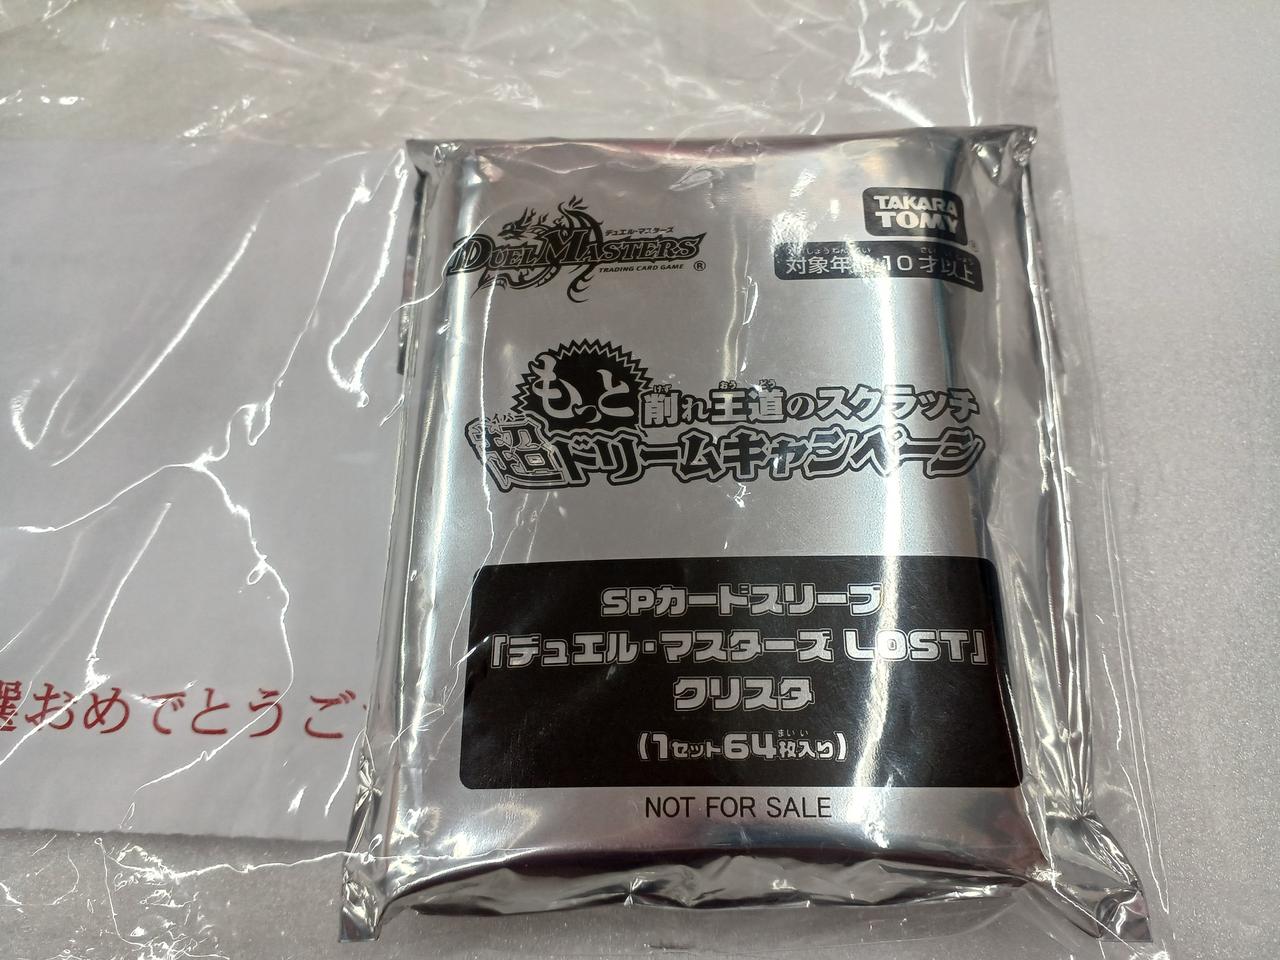 デュエル・マスターズ
DUEL MASTERS
TRADING CARD GAME ®
TAKARA TOMY ®
対象年齢10才以上
もっと削れ王道のスクラッチ
超ドリームキャンペーン
SPカードスリーブ
「デュエル・マスターズ LOST」
クリスタ
(1セット64枚入り)
NOT FOR SALE
おめでとうござ